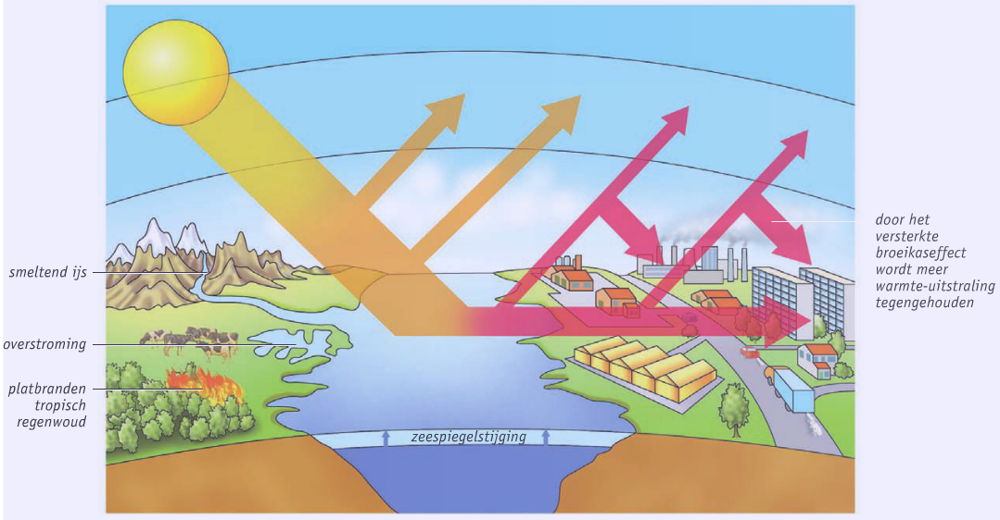 smeltend ijs
overstroming
platbranden
tropisch
regenwoud
zeespiegelstijging
door het
versterkte
broeikaseffect
wordt meer
warmte-uitstraling
tegengehouden